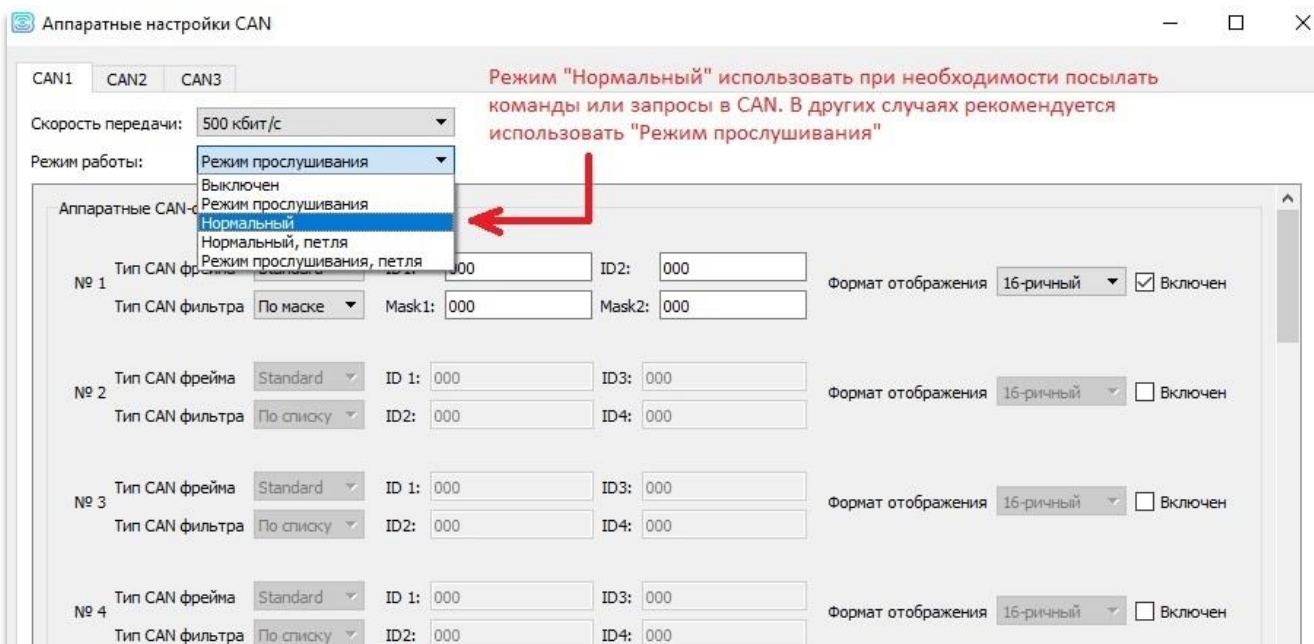 Аппаратные настройки CAN
CAN1 CAN2 CAN3
Режим "Нормальный" использовать при необходимости посылать
команды или запросы в CAN. В других случаях рекомендуется
использовать "Режим прослушивания"
Скорость передачи: 500 кбит/с
Режим работы: Режим прослушивания
Выключен
Режим прослушивания
Нормальный
Нормальный, петля
Режим прослушивания, петля
Аппаратные CAN-
№ 1
Тип CAN фрейма 000 ID2: 000
Тип CAN фильтра По маске Mask1: 000 Mask2: 000
Формат отображения 16-ричный Включен
№ 2
Тип CAN фрейма Standard ID 1: 000 ID3: 000
Тип CAN фильтра По списку ID2: 000 ID4: 000
Формат отображения 16-ричный Включен
№ 3
Тип CAN фрейма Standard ID 1: 000 ID3: 000
Тип CAN фильтра По списку ID2: 000 ID4: 000
Формат отображения 16-ричный Включен
№ 4
Тип CAN фрейма Standard ID 1: 000 ID3: 000
Тип CAN фильтра По списку ID2: 000 ID4: 000
Формат отображения 16-ричный Включен